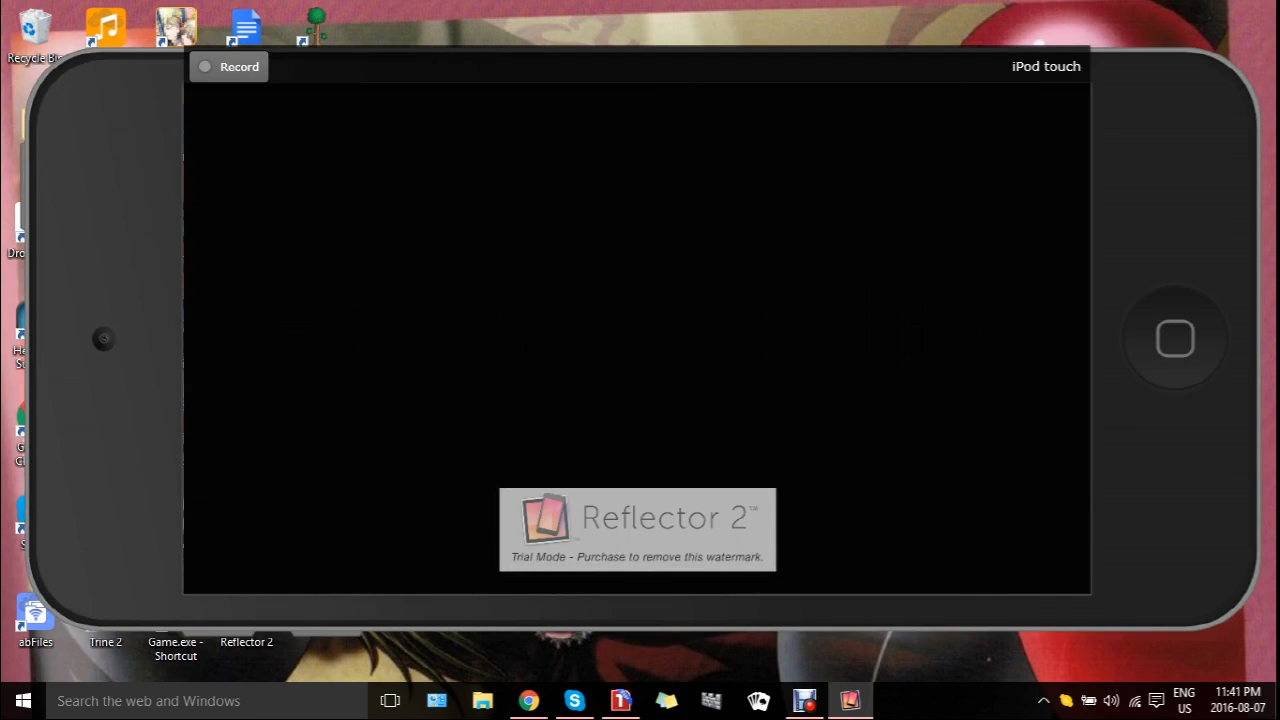 Recycle Bin
Record
iPod touch
Reflector 2™
Trial Mode - Purchase to remove this watermark.
abFiles
Trine 2
Game.exe -
Shortcut
Reflector 2
Search the web and Windows
ENG
US
11:41 PM
2016-08-07